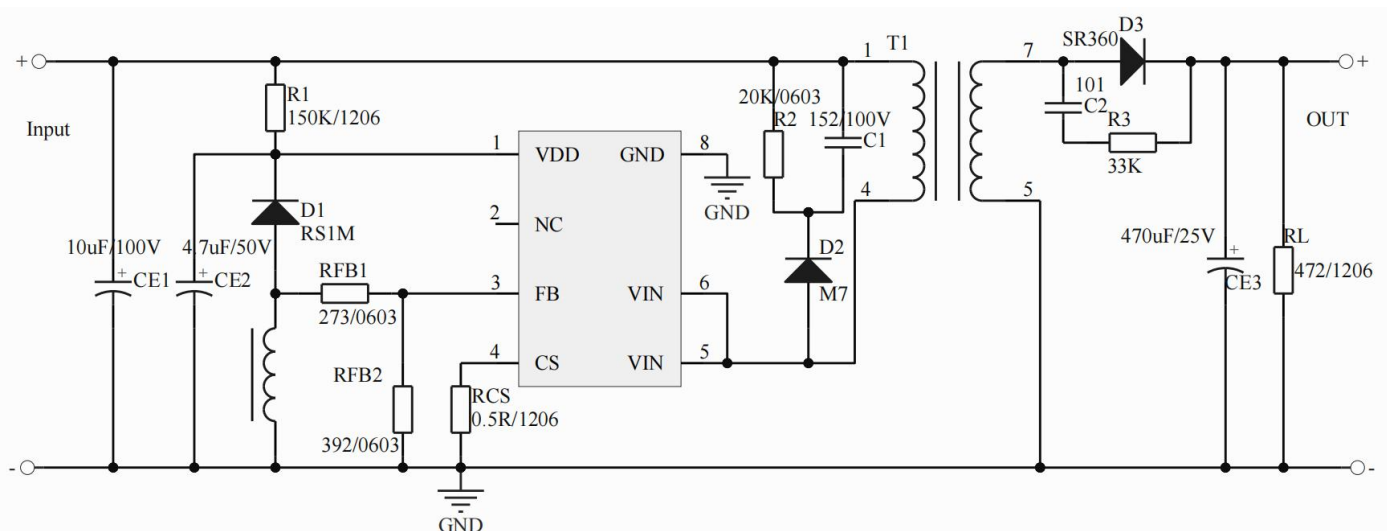 D3
SR360
1
T1
7
+
+
R1
150K/1206
20K/0603
R2
152/100V
C1
101
C2
R3
33K
Input
OUT
1
VDD
GND
8
GND
2
NC
D1
RS1M
4
5
10uF/100V
CE1
+
4.7uF/50V
CE2
+
RFB1
273/0603
3
FB
VIN
6
D2
M7
470uF/25V
CE3
+
RL
472/1206
4
CS
VIN
5
RFB2
392/0603
RCS
0.5R/1206
-
-
GND